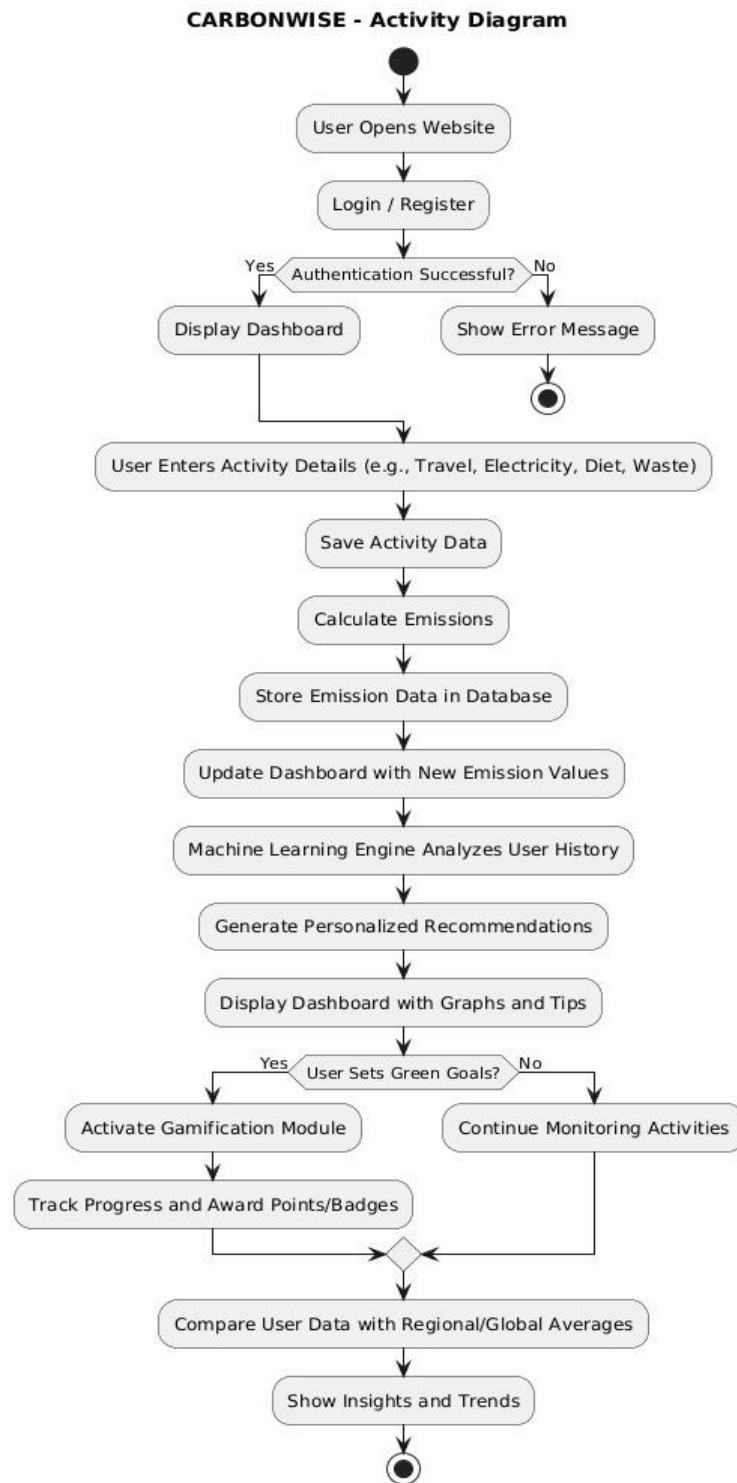 CARBONWISE - Activity Diagram
User Opens Website
Login / Register
Yes
Authentication Successful?
No
Display Dashboard
Show Error Message
User Enters Activity Details (e.g., Travel, Electricity, Diet, Waste)
Save Activity Data
Calculate Emissions
Store Emission Data in Database
Update Dashboard with New Emission Values
Machine Learning Engine Analyzes User History
Generate Personalized Recommendations
Display Dashboard with Graphs and Tips
Yes
User Sets Green Goals?
No
Activate Gamification Module
Continue Monitoring Activities
Track Progress and Award Points/Badges
Compare User Data with Regional/Global Averages
Show Insights and Trends